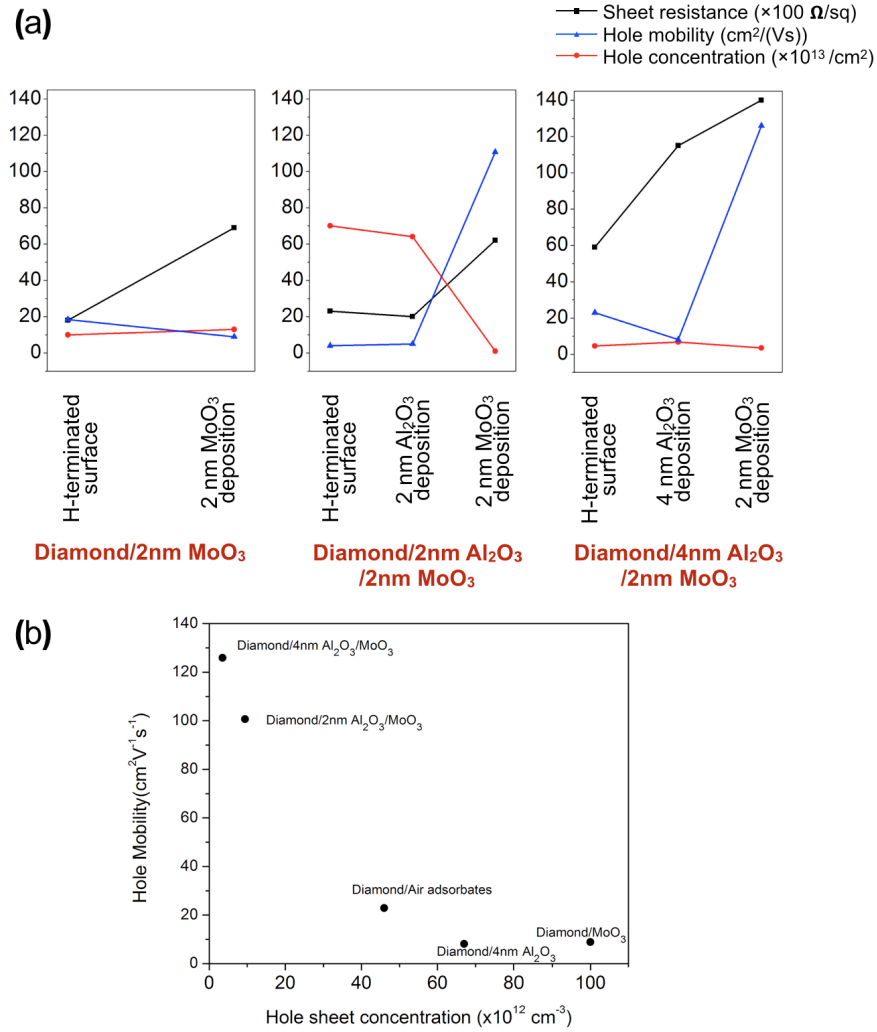 (a)
Sheet resistance (×100 Ω/sq)
Hole mobility (cm²/(Vs))
Hole concentration (×10¹³/cm²)
140
120
100
80
60
40
20
0
H-terminated
surface
2 nm MoO₃
deposition
Diamond/2nm MoO₃
140
120
100
80
60
40
20
0
H-terminated
surface
2 nm Al₂O₃
deposition
2 nm MoO₃
deposition
Diamond/2nm Al₂O₃
/2nm MoO₃
140
120
100
80
60
40
20
0
H-terminated
surface
4 nm Al₂O₃
deposition
2 nm MoO₃
deposition
Diamond/4nm Al₂O₃
/2nm MoO₃
(b)
Hole Mobility(cm²V⁻¹s⁻¹)
140
120
100
80
60
40
20
0
Diamond/4nm Al₂O₃/MoO₃
Diamond/2nm Al₂O₃/MoO₃
Diamond/Air adsorbates
Diamond/MoO₃
Diamond/4nm Al₂O₃
0 20 40 60 80 100
Hole sheet concentration (x10¹² cm⁻³)